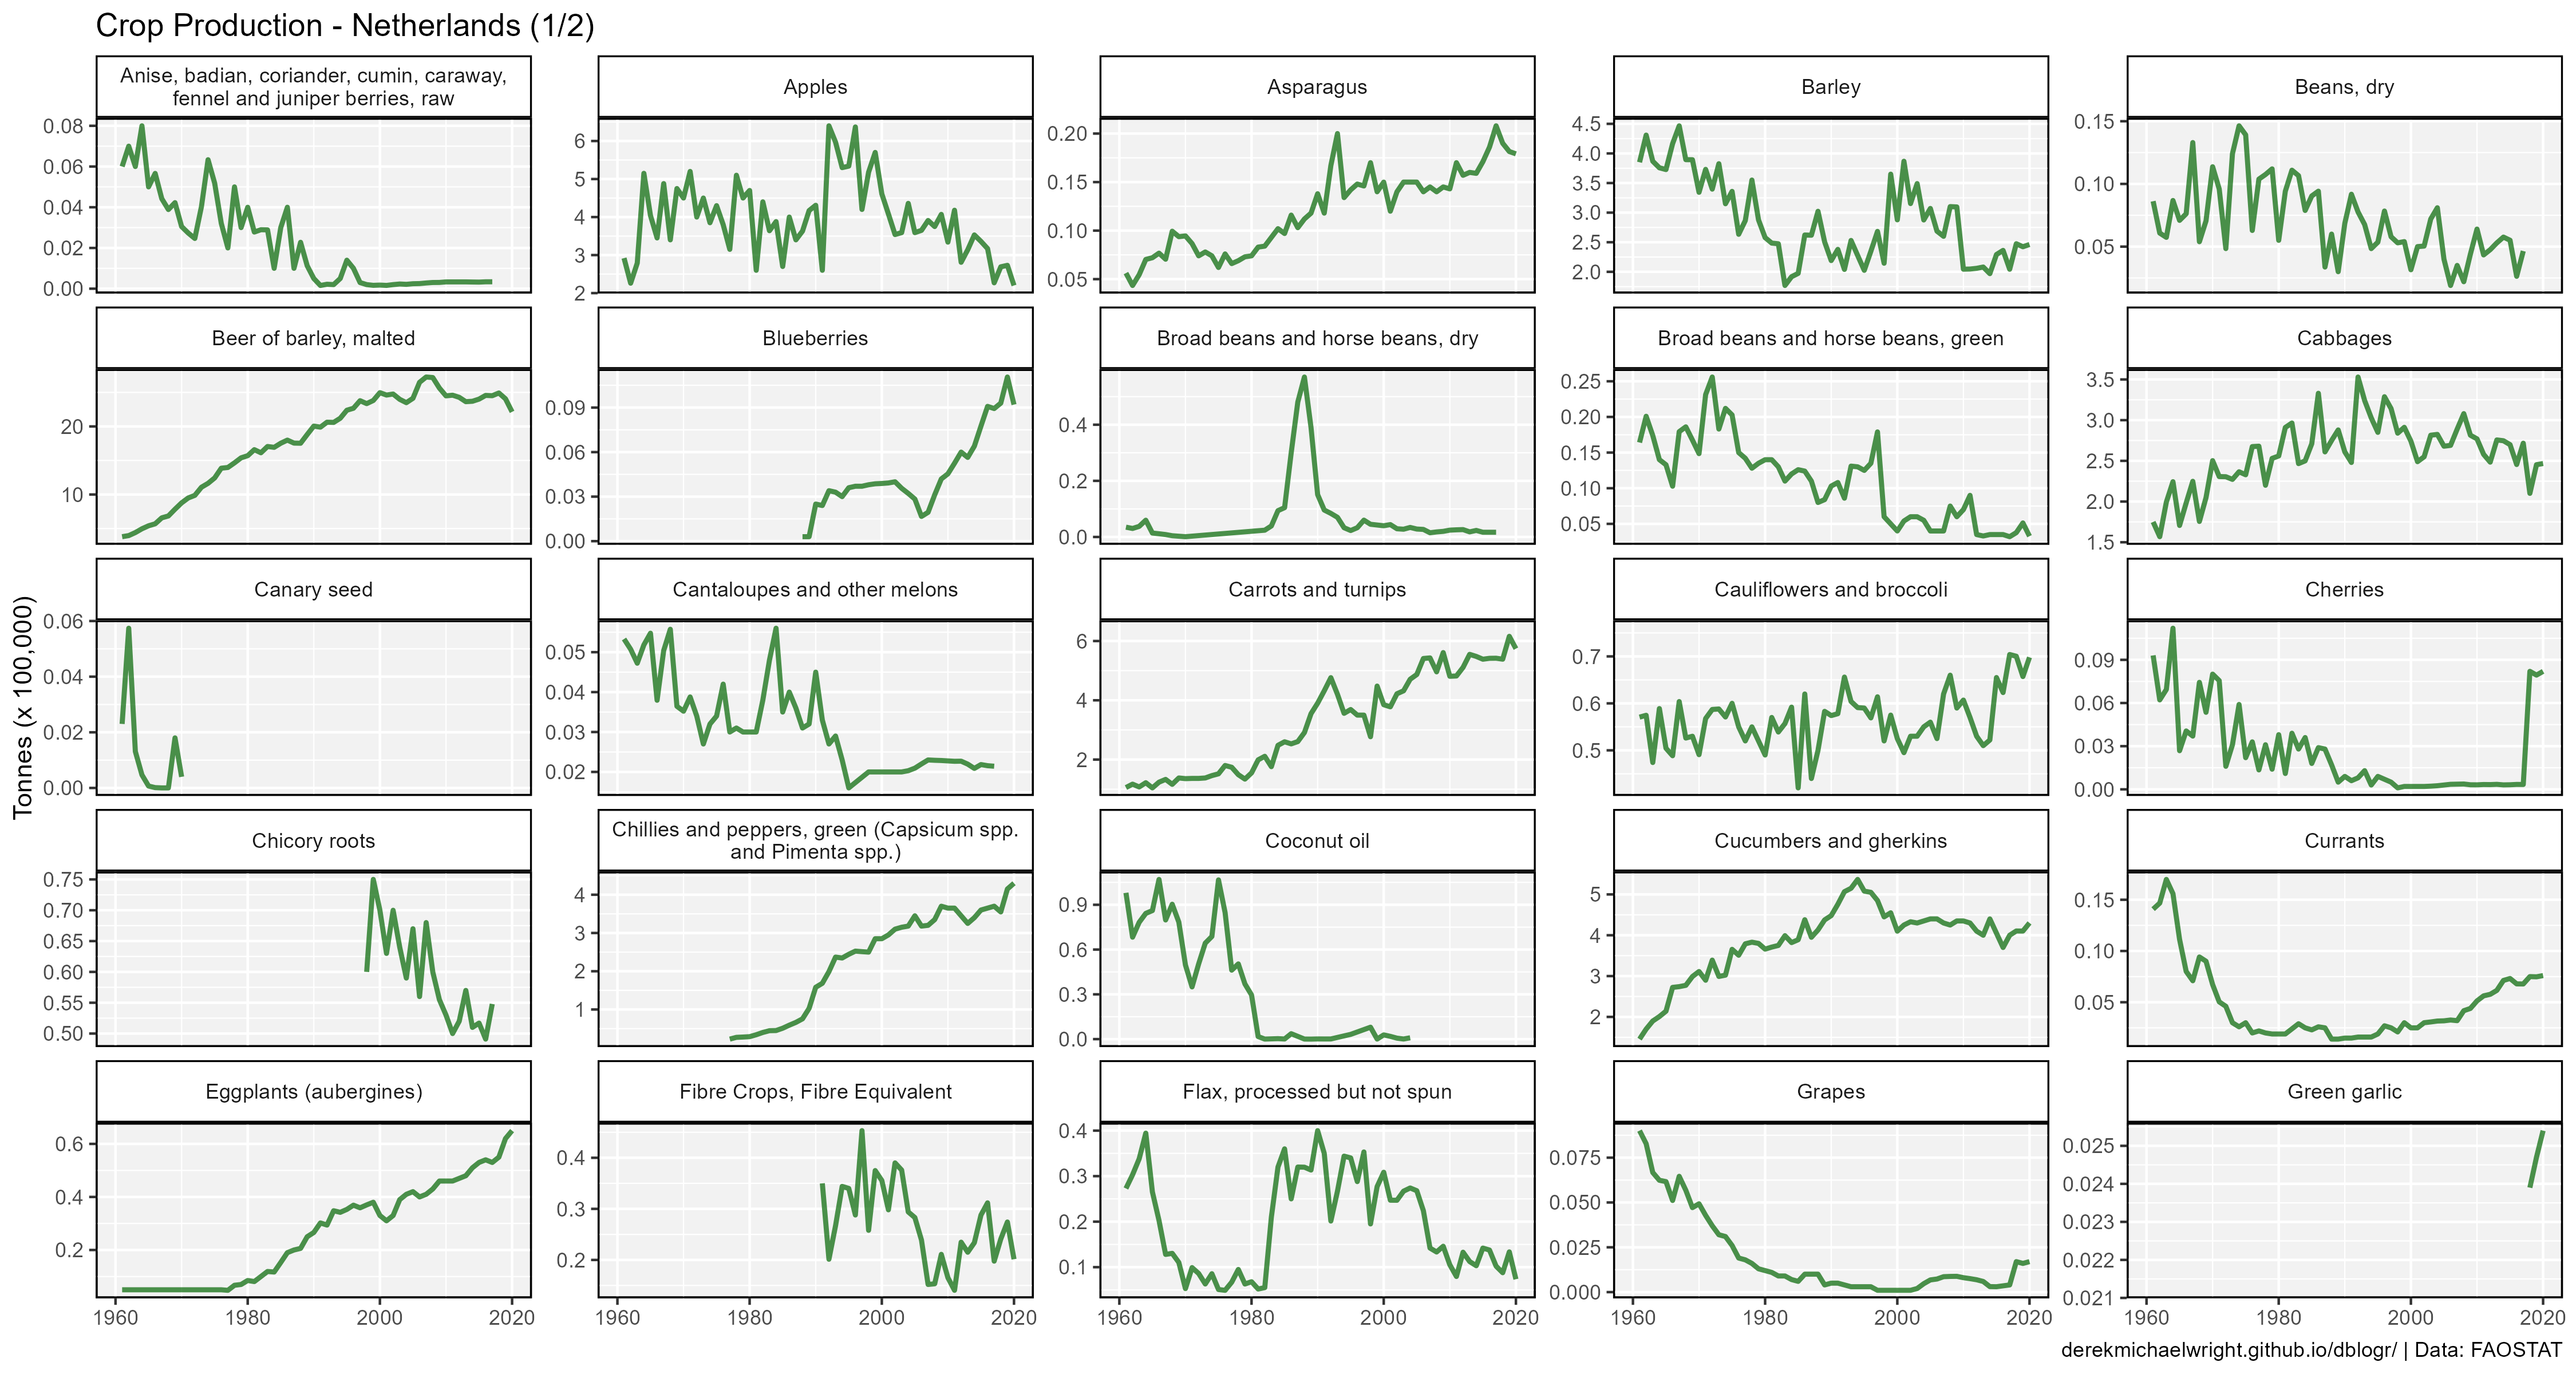 Crop Production - Netherlands (1/2)
Tonnes (x 100,000)
Anise, badian, coriander, cumin, caraway,
fennel and juniper berries, raw
0.08
0.06
0.04
0.02
0.00
Apples
6
5
4
3
2
Asparagus
0.20
0.15
0.10
0.05
Barley
4.5
4.0
3.5
3.0
2.5
2.0
Beans, dry
0.15
0.10
0.05
Beer of barley, malted
20
10
Blueberries
0.09
0.06
0.03
0.00
Broad beans and horse beans, dry
0.4
0.2
0.0
Broad beans and horse beans, green
0.25
0.20
0.15
0.10
0.05
Cabbages
3.5
3.0
2.5
2.0
1.5
Canary seed
0.06
0.04
0.02
0.00
Cantaloupes and other melons
0.05
0.04
0.03
0.02
Carrots and turnips
6
4
2
Cauliflowers and broccoli
0.7
0.6
0.5
Cherries
0.09
0.06
0.03
0.00
Chicory roots
0.75
0.70
0.65
0.60
0.55
0.50
Chillies and peppers, green (Capsicum spp.
and Pimenta spp.)
4
3
2
1
Coconut oil
0.9
0.6
0.3
0.0
Cucumbers and gherkins
5
4
3
2
Currants
0.15
0.10
0.05
Eggplants (aubergines)
0.6
0.4
0.2
1960 1980 2000 2020
Fibre Crops, Fibre Equivalent
0.4
0.3
0.2
1960 1980 2000 2020
Flax, processed but not spun
0.4
0.3
0.2
0.1
1960 1980 2000 2020
Grapes
0.075
0.050
0.025
0.000
1960 1980 2000 2020
Green garlic
0.025
0.024
0.023
0.022
0.021
1960 1980 2000 2020
derekmichaelwright.github.io/dblogr/ | Data: FAOSTAT